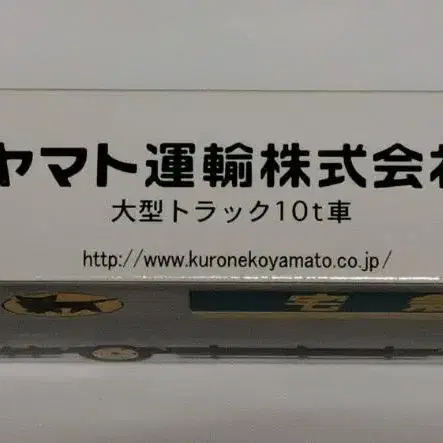 ヤマト運輸株式会
大型トラック10t車
http://www.kuronekoyamato.co.jp/
宅